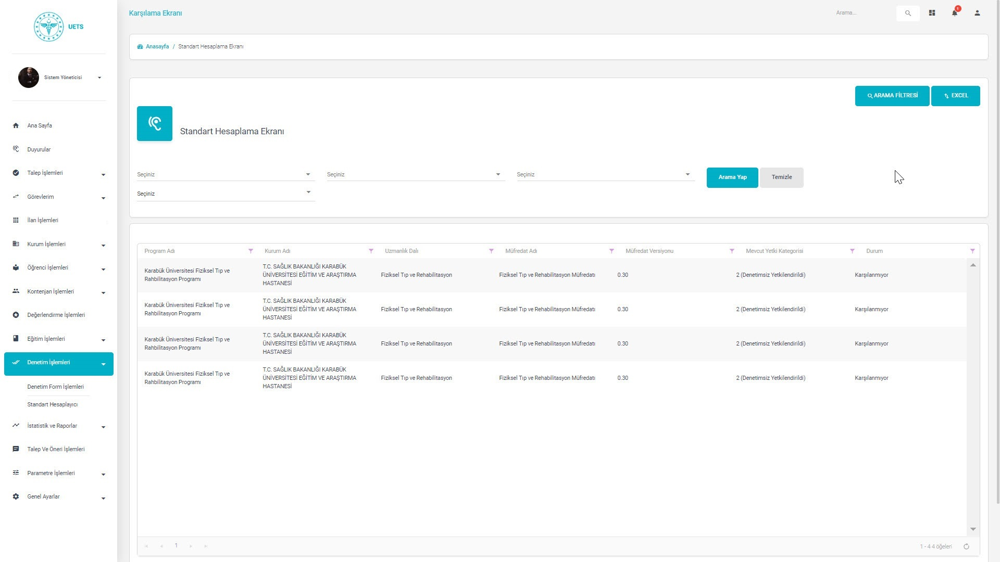 UETS
Sistem Yöneticisi
Ana Sayfa
Duyurular
Talep İşlemleri
Görevlerim
İlan İşlemleri
Kurum İşlemleri
Öğrenci İşlemleri
Kontenjan İşlemleri
Değerlendirme İşlemleri
Eğitim İşlemleri
Denetim İşlemleri
Denetim Form İşlemleri
Standart Hesaplayıcı
İstatistik ve Raporlar
Talep Ve Öneri İşlemleri
Parametre İşlemleri
Genel Ayarlar
Karşılama Ekranı
Arama...
1
Anasayfa / Standart Hesaplama Ekranı
ARAMA FİLTRESİ
EXCEL
Standart Hesaplama Ekranı
Seçiniz Seçiniz Seçiniz Arama Yap Temizle
Seçiniz
Program Adı Kurum Adı Uzmanlık Dalı Müfredat Adı Müfredat Versiyonu Mevcut Yetki Kategorisi Durum
Karabük Üniversitesi Fiziksel Tıp ve
Rahbilitasyon Programı
T.C. SAĞLIK BAKANLIĞI KARABÜK
ÜNİVERSİTESİ EĞİTİM VE ARAŞTIRMA
HASTANESİ
Fiziksel Tıp ve Rehabilitasyon
Fiziksel Tıp ve Rehabilitasyon Müfredatı
0.30
2 (Denetimsiz Yetkilendirildi)
Karşılanmıyor
Karabük Üniversitesi Fiziksel Tıp ve
Rahbilitasyon Programı
T.C. SAĞLIK BAKANLIĞI KARABÜK
ÜNİVERSİTESİ EĞİTİM VE ARAŞTIRMA
HASTANESİ
Fiziksel Tıp ve Rehabilitasyon
Fiziksel Tıp ve Rehabilitasyon Müfredatı
0.30
2 (Denetimsiz Yetkilendirildi)
Karşılanmıyor
Karabük Üniversitesi Fiziksel Tıp ve
Rahbilitasyon Programı
T.C. SAĞLIK BAKANLIĞI KARABÜK
ÜNİVERSİTESİ EĞİTİM VE ARAŞTIRMA
HASTANESİ
Fiziksel Tıp ve Rehabilitasyon
Fiziksel Tıp ve Rehabilitasyon Müfredatı
0.30
2 (Denetimsiz Yetkilendirildi)
Karşılanmıyor
Karabük Üniversitesi Fiziksel Tıp ve
Rahbilitasyon Programı
T.C. SAĞLIK BAKANLIĞI KARABÜK
ÜNİVERSİTESİ EĞİTİM VE ARAŞTIRMA
HASTANESİ
Fiziksel Tıp ve Rehabilitasyon
Fiziksel Tıp ve Rehabilitasyon Müfredatı
0.30
2 (Denetimsiz Yetkilendirildi)
Karşılanmıyor
1
1 - 4 4 öğeleri